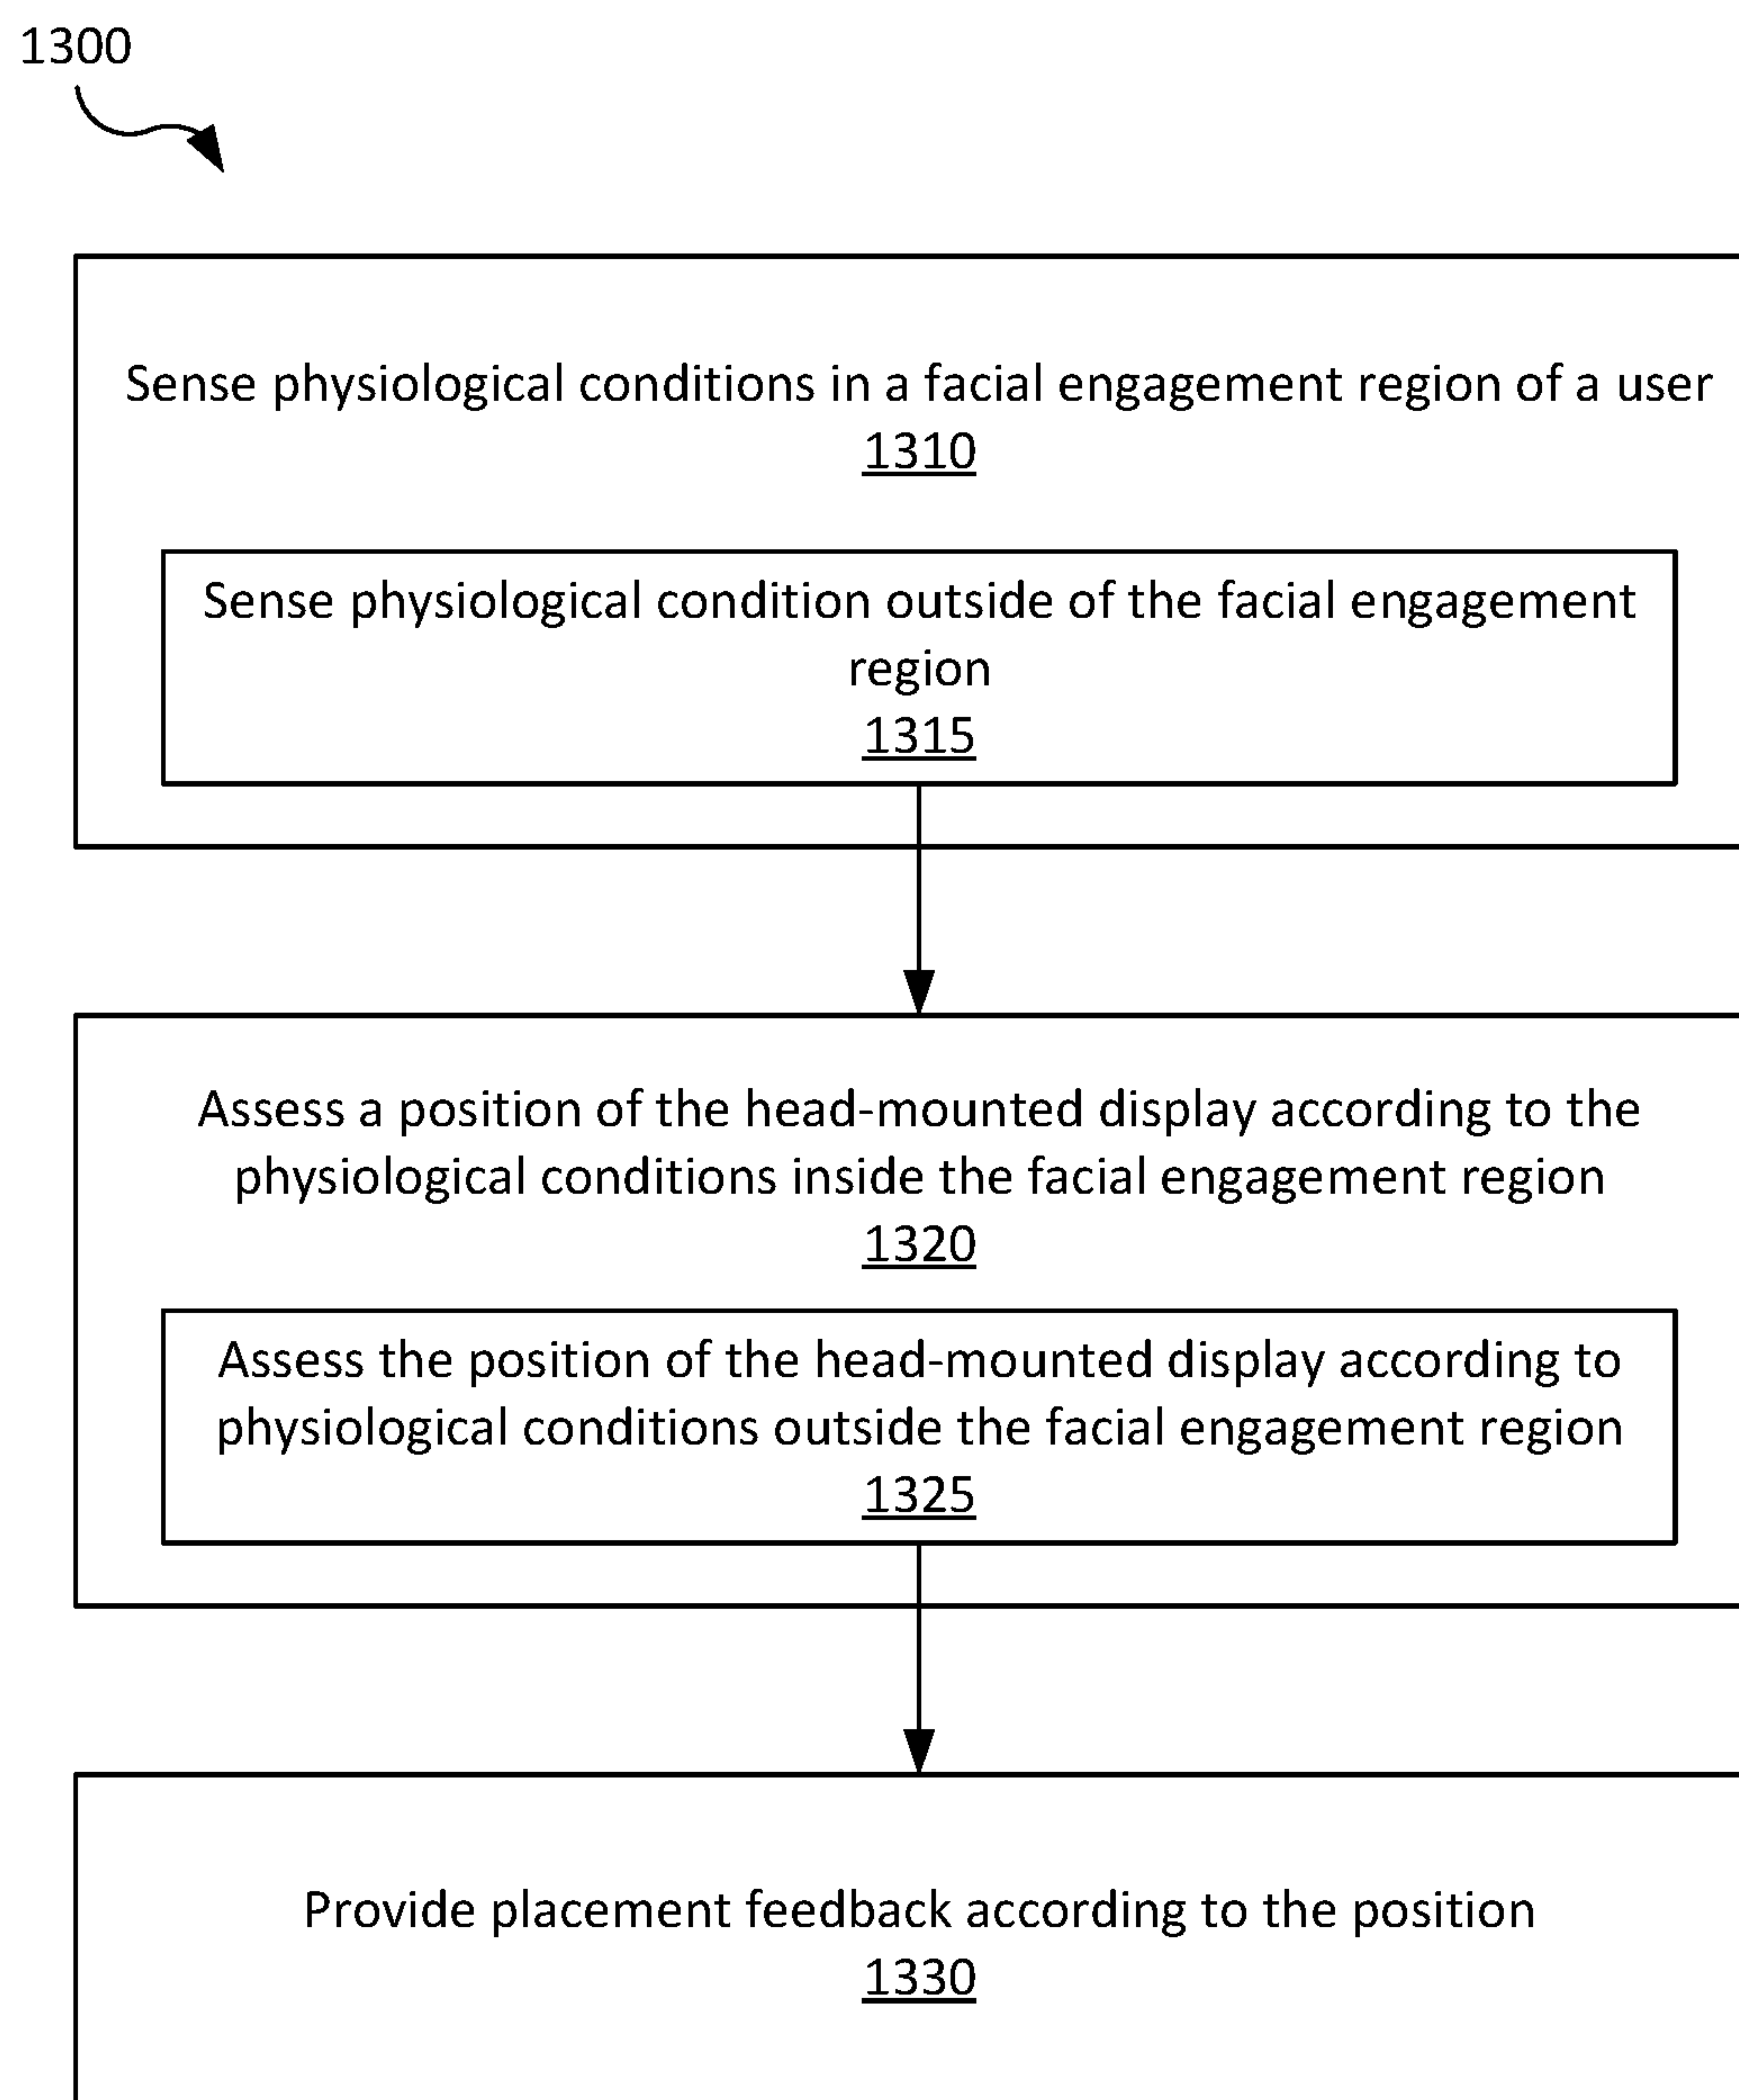 1300
Sense physiological conditions in a facial engagement region of a user
1310
Sense physiological condition outside of the facial engagement
region
1315
Assess a position of the head-mounted display according to the
physiological conditions inside the facial engagement region
1320
Assess the position of the head-mounted display according to
physiological conditions outside the facial engagement region
1325
Provide placement feedback according to the position
1330